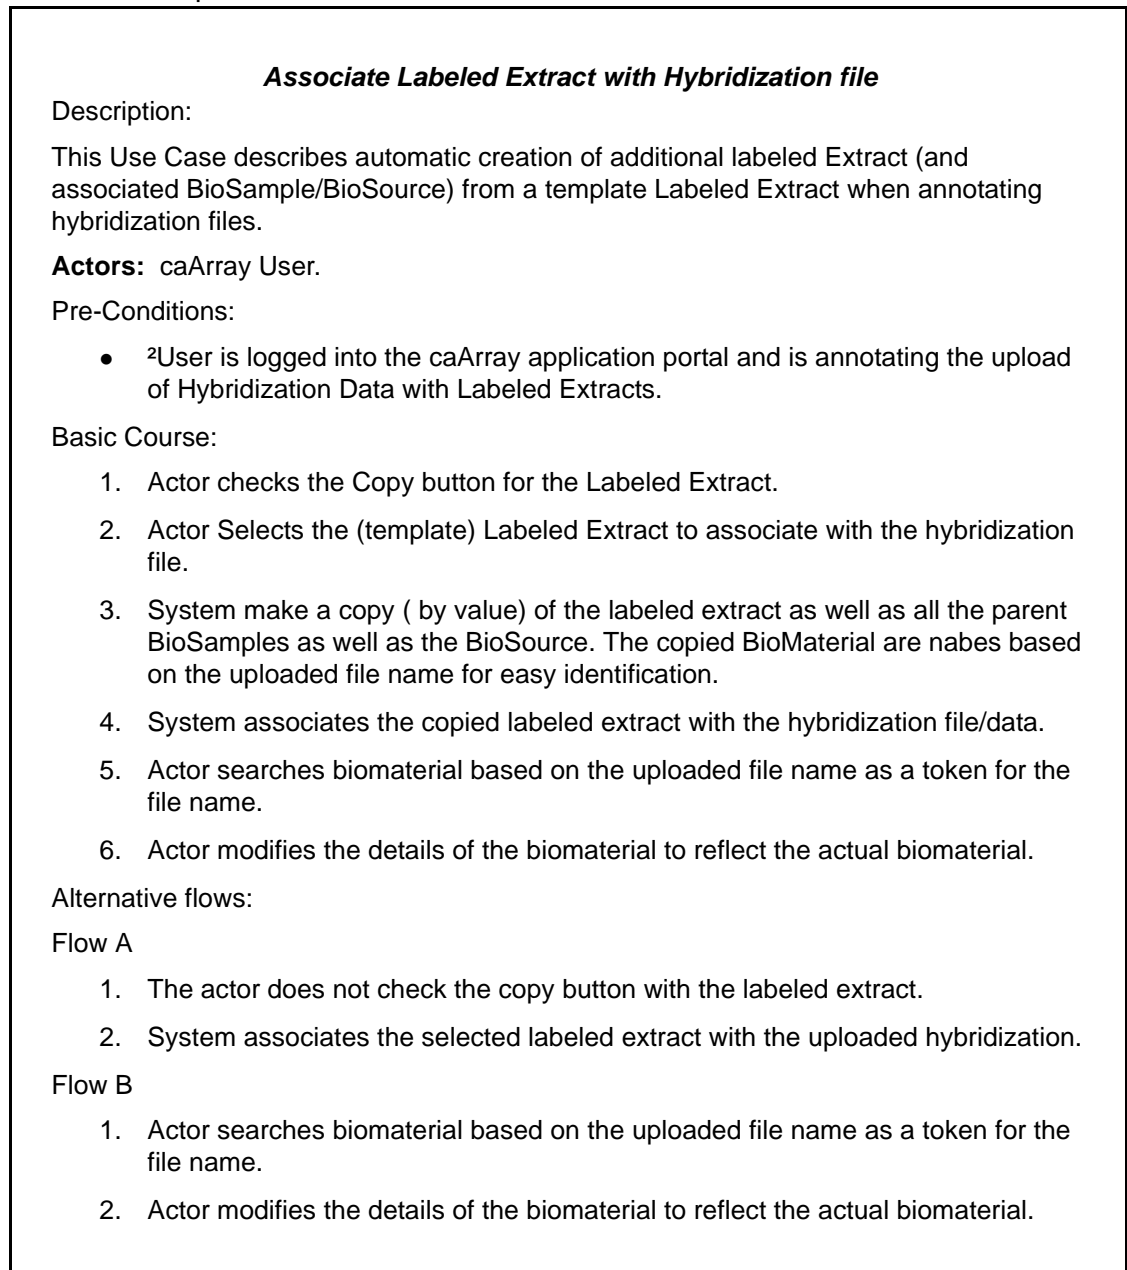 Associate Labeled Extract with Hybridization file
Description:
This Use Case describes automatic creation of additional labeled Extract (and
associated BioSample/BioSource) from a template Labeled Extract when annotating
hybridization files.
Actors: caArray User.
Pre-Conditions:
● ²User is logged into the caArray application portal and is annotating the upload
of Hybridization Data with Labeled Extracts.
Basic Course:
1. Actor checks the Copy button for the Labeled Extract.
2. Actor Selects the (template) Labeled Extract to associate with the hybridization
file.
3. System make a copy ( by value) of the labeled extract as well as all the parent
BioSamples as well as the BioSource. The copied BioMaterial are nabes based
on the uploaded file name for easy identification.
4. System associates the copied labeled extract with the hybridization file/data.
5. Actor searches biomaterial based on the uploaded file name as a token for the
file name.
6. Actor modifies the details of the biomaterial to reflect the actual biomaterial.
Alternative flows:
Flow A
1. The actor does not check the copy button with the labeled extract.
2. System associates the selected labeled extract with the uploaded hybridization.
Flow B
1. Actor searches biomaterial based on the uploaded file name as a token for the
file name.
2. Actor modifies the details of the biomaterial to reflect the actual biomaterial.